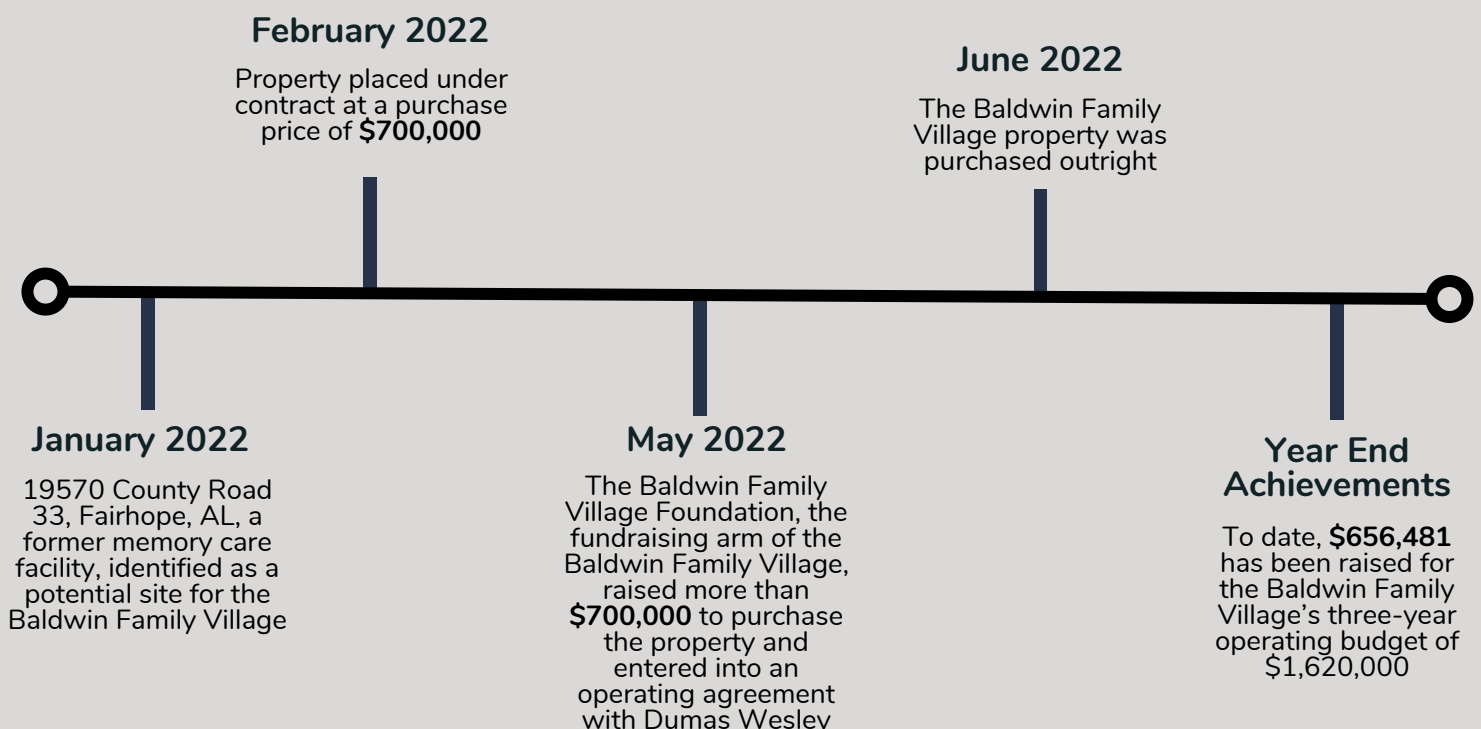 February 2022
Property placed under
contract at a purchase
price of $700,000
June 2022
The Baldwin Family
Village property was
purchased outright
January 2022
19570 County Road
33, Fairhope, AL, a
former memory care
facility, identified as a
potential site for the
Baldwin Family Village
May 2022
The Baldwin Family
Village Foundation, the
fundraising arm of the
Baldwin Family Village,
raised more than
$700,000 to purchase
the property and
entered into an
operating agreement
with Dumas Wesley
Year End
Achievements
To date, $656,481
has been raised for
the Baldwin Family
Village’s three-year
operating budget of
$1,620,000